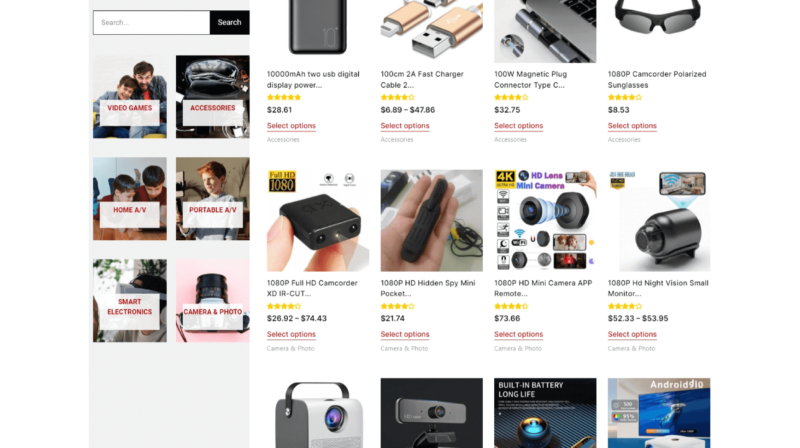 Search...
Search
VIDEO GAMES
ACCESSORIES
HOME A/V
PORTABLE A/V
SMART
ELECTRONICS
CAMERA & PHOTO
10000mAh two usb digital
display power...
$28.61
Select options
Accessories
100cm 2A Fast Charger
Cable 2...
$6.89 – $47.86
Select options
Accessories
100W Magnetic Plug
Connector Type C...
$32.75
Select options
Accessories
1080P Camcorder Polarized
Sunglasses
$8.53
Select options
Accessories
Full HD
1080
1080P Full HD Camcorder
XD IR-CUT...
$26.92 – $74.43
Select options
Camera & Photo
1080P HD Hidden Spy Mini
Pocket...
$21.74
Select options
Camera & Photo
4K
HD Lens
Mini Camera
WiFi
1080P HD Mini Camera APP
Remote...
$73.66
Select options
Camera & Photo
1080P Hd Night Vision Small
Monitor...
$52.33 – $53.95
Select options
Camera & Photo
BUILT-IN BATTERY
LONG LIFE
Android9.0